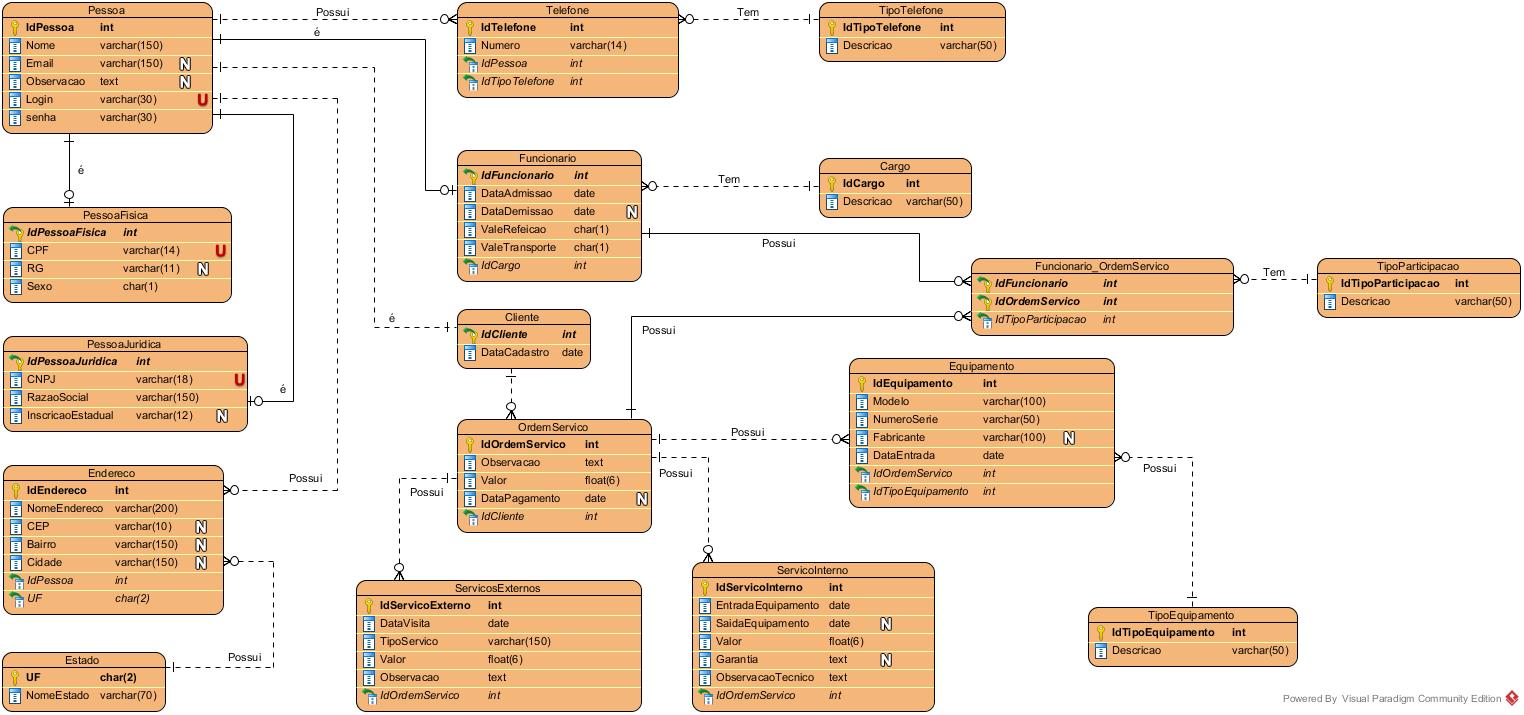 Pessoa
IdPessoa int
Nome varchar(150)
Email varchar(150) N
Observacao text N
Login varchar(30) U
senha varchar(30)
Possui
é
Telefone
IdTelefone int
Numero varchar(14)
IdPessoa int
IdTipoTelefone int
Tem
TipoTelefone
IdTipoTelefone int
Descricao varchar(50)
é
PessoaFisica
IdPessoaFisica int
CPF varchar(14) U
RG varchar(11) N
Sexo char(1)
Funcionario
IdFuncionario int
DataAdmissao date
DataDemissao date N
ValeRefeicao char(1)
ValeTransporte char(1)
IdCargo int
Tem
Cargo
IdCargo int
Descricao varchar(50)
Possui
Funcionario_OrdemServico
IdFuncionario int
IdOrdemServico int
IdTipoParticipacao int
Tem
TipoParticipacao
IdTipoParticipacao int
Descricao varchar(50)
é
Cliente
IdCliente int
DataCadastro date
Possui
PessoaJuridica
IdPessoaJuridica int
CNPJ varchar(18) U
RazaoSocial varchar(150)
InscricaoEstadual varchar(12) N
é
Equipamento
IdEquipamento int
Modelo varchar(100)
NumeroSerie varchar(50)
Fabricante varchar(100) N
DataEntrada date
IdOrdemServico int
IdTipoEquipamento int
OrdemServico
IdOrdemServico int
Observacao text
Valor float(6)
DataPagamento date N
IdCliente int
Possui
Possui
Possui
Possui
Endereco
IdEndereco int
NomeEndereco varchar(200)
CEP varchar(10) N
Bairro varchar(150) N
Cidade varchar(150) N
IdPessoa int
UF char(2)
Possui
ServicosExternos
IdServicoExterno int
DataVisita date
TipoServico varchar(150)
Valor float(6)
Observacao text
IdOrdemServico int
ServicoInterno
IdServicoInterno int
EntradaEquipamento date
SaidaEquipamento date N
Valor float(6)
Garantia text N
ObservacaoTecnico text
IdOrdemServico int
TipoEquipamento
IdTipoEquipamento int
Descricao varchar(50)
Estado
UF char(2)
NomeEstado varchar(70)
Possui
Powered By Visual Paradigm Community Edition